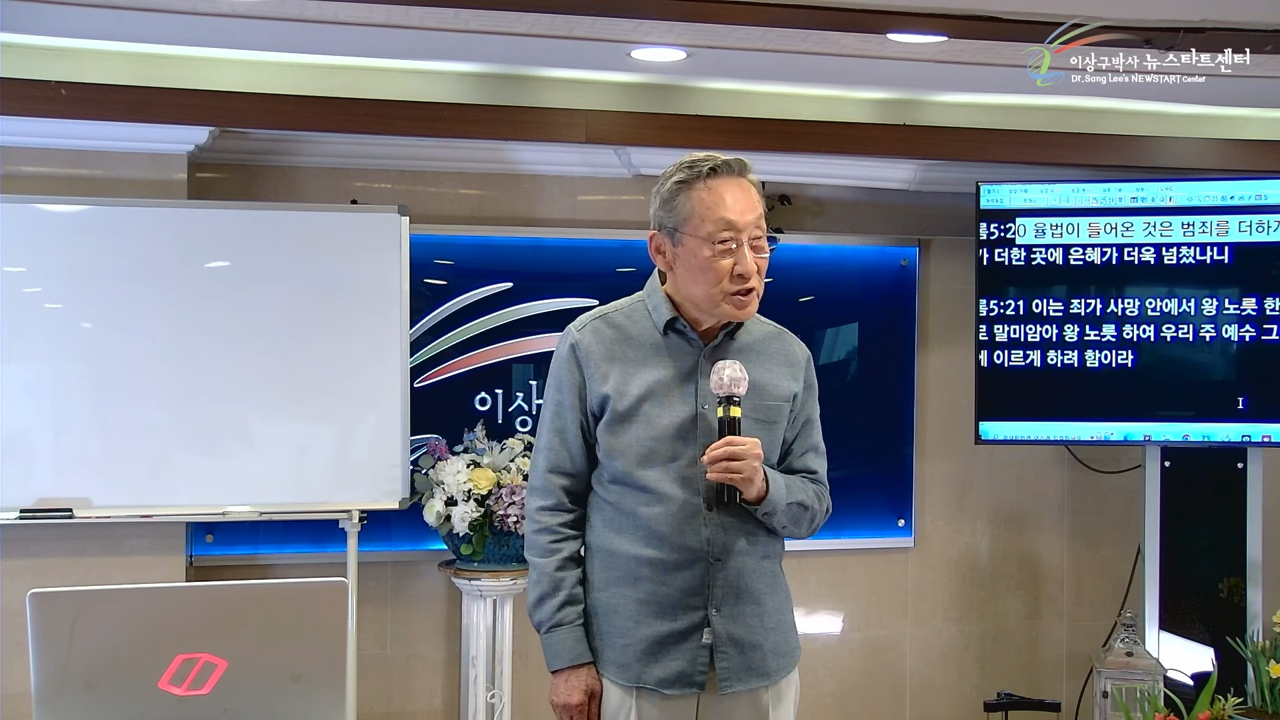 이상구박사 뉴스타트센터
Dr. Sang Lee's NEWSTART Center
롬5:20 율법이 들어온 것은 범죄를 더하
더한 곳에 은혜가 더욱 넘쳤나니
롬5:21 이는 죄가 사망 안에서 왕 노릇 한
로 말미암아 왕 노릇 하여 우리 주 예수 그
에 이르게 하려 함이라
이상